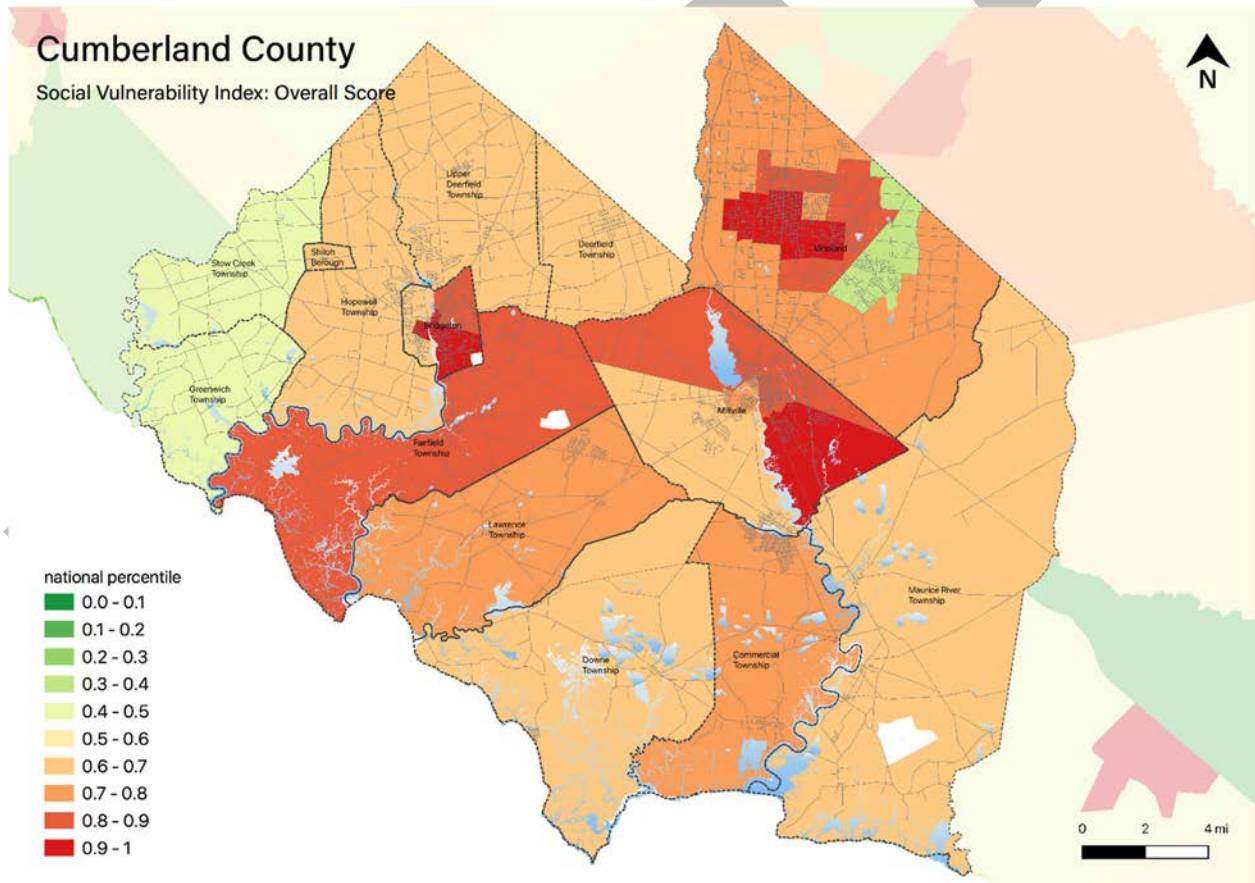 Cumberland County
Social Vulnerability Index: Overall Score
N
Upper
Deerfield
Township
Deerfield
Township
Vineland
Shiloh
Borough
Stow Creek
Township
Hopewell
Township
Bridgeton
Greenwich
Township
Millville
Fairfield
Township
Lawrence
Township
Maurice River
Township
Downe
Township
Commercial
Township
national percentile
0.0 - 0.1
0.1 - 0.2
0.2 - 0.3
0.3 - 0.4
0.4 - 0.5
0.5 - 0.6
0.6 - 0.7
0.7 - 0.8
0.8 - 0.9
0.9 - 1
0 2 4 mi